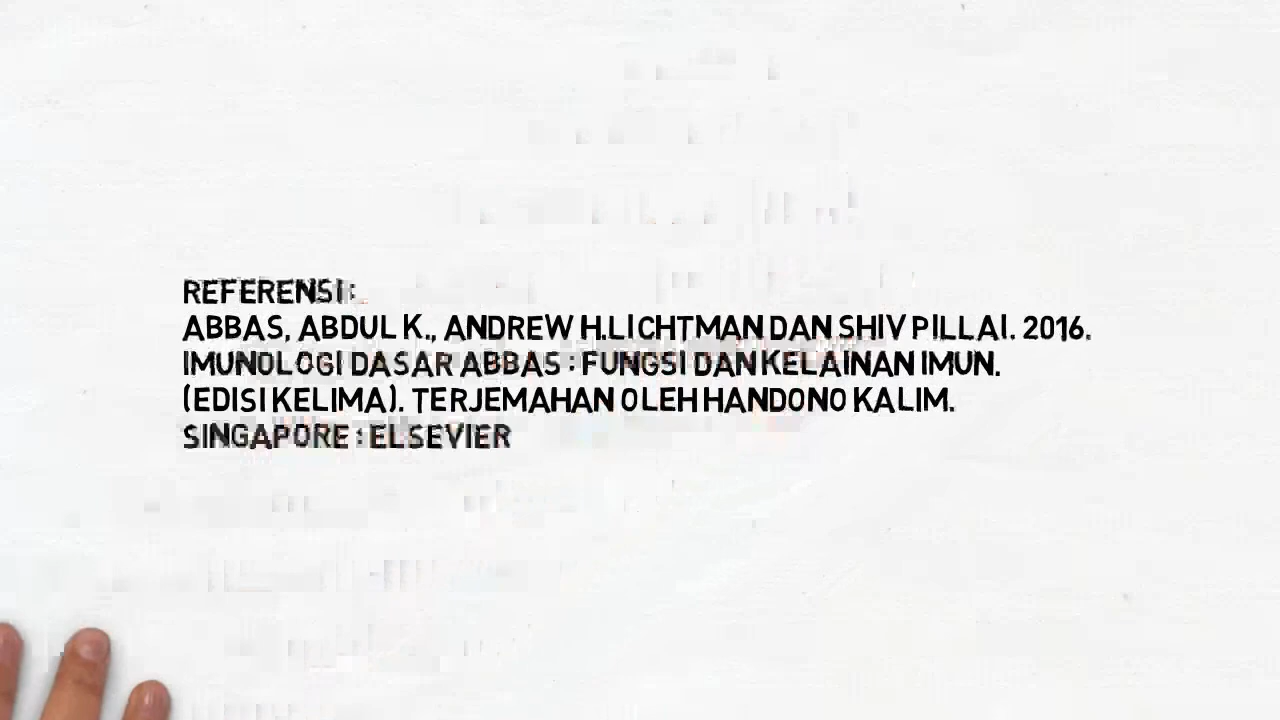 REFERENSI:
ABBAS, ABDUL K., ANDREW H.LICHTMAN DAN SHIV PILLAI. 2016.
IMUNOLOGI DASAR ABBAS : FUNGSI DAN KELAINAN IMUN.
(EDISI KELIMA). TERJEMAHAN OLEH HANDONO KALIM.
SINGAPORE : ELSEVIER